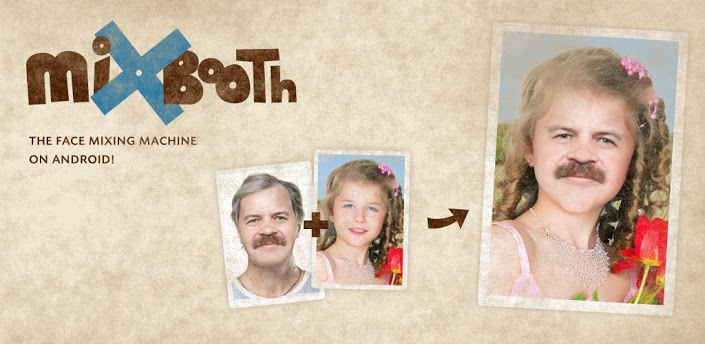 miXBooTh
THE FACE MIXING MACHINE
ON ANDROID!